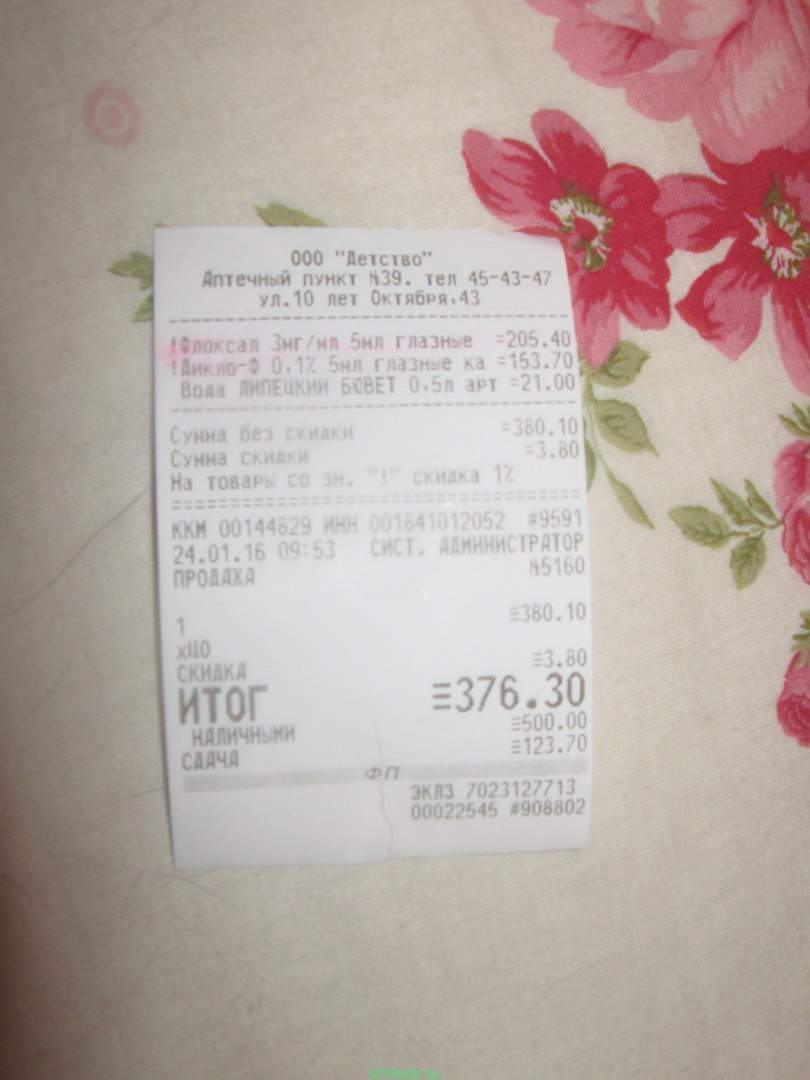 ООО "Детство"
Аптечный пункт №39. тел 45-43-47
ул.10 лет Октября,43
!Флоксал 3мг/мл 5мл глазные =205.40
!Дикло-Ф 0.1% 5мл глазные ка =153.70
Вода ЛИПЕЦКИЙ БЮВЕТ 0,5л арт =21.00
Сумма без скидки =380.10
Сумма скидки =3.80
На товары со зн. "!" скидка 1%
ККМ 00144829 ИНН 001841012052 #9591
24.01.16 09:53 СИСТ. АДМИНИСТРАТОР
ПРОДАЖА №5160
1 ≡380.10
хЦО
СКИДКА ≡3.80
ИТОГ ≡376.30
НАЛИЧНЫМИ ≡500.00
СДАЧА ≡123.70
ФП
ЭКЛЗ 7023127713
00022545 #908802